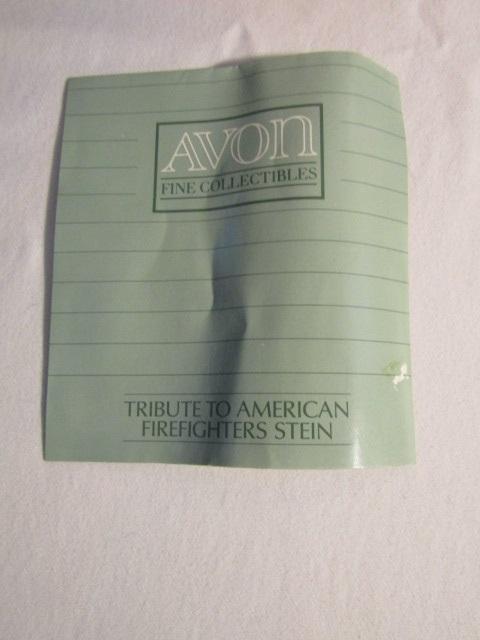 AVON
FINE COLLECTIBLES
TRIBUTE TO AMERICAN
FIREFIGHTERS STEIN